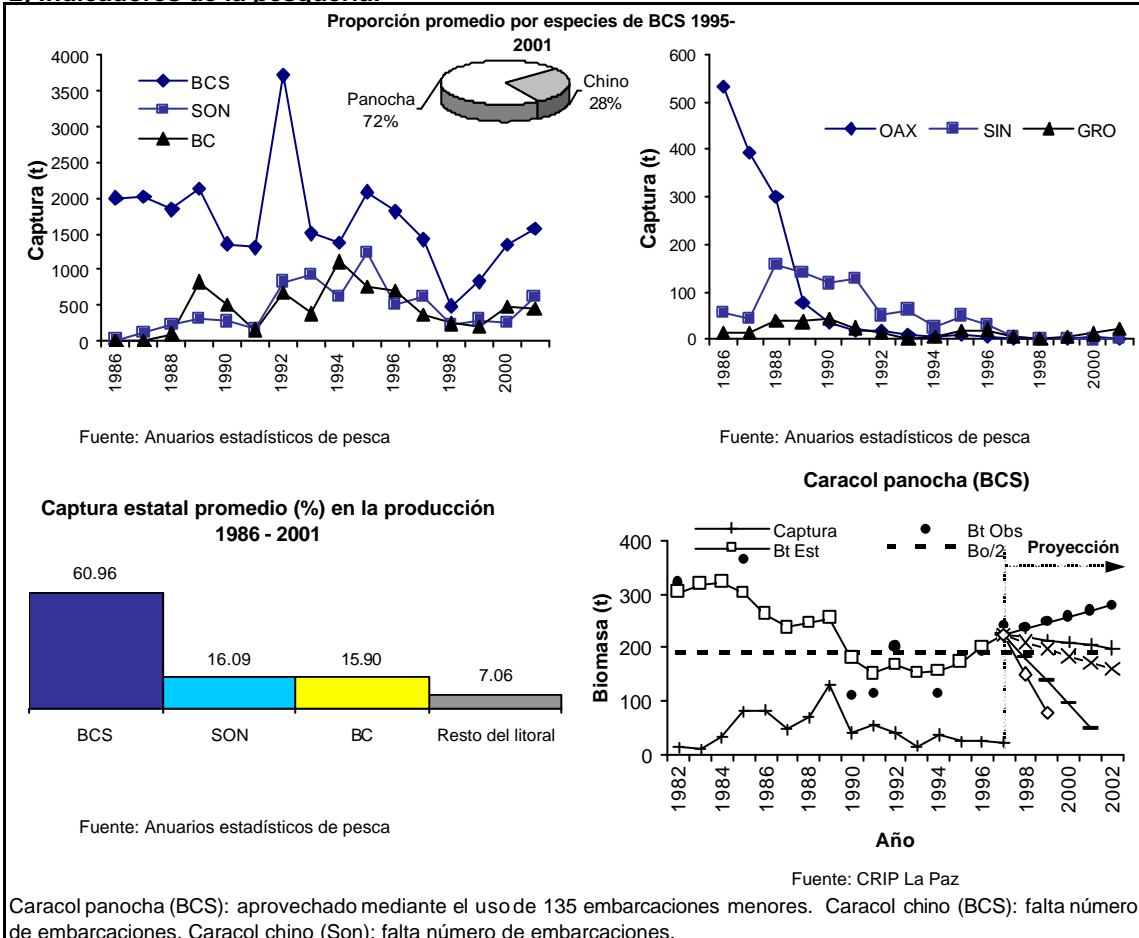 2) Indicadores de la pesquería:
Proporción promedio por especies de BCS 1995-
2001
Panocha
72%
Chino
28%
BCS
SON
BC
Captura (t)
4000
3500
3000
2500
2000
1500
1000
500
0
1986
1988
1990
1992
1994
1996
1998
2000
Fuente: Anuarios estadísticos de pesca
OAX SIN GRO
Captura (t)
600
500
400
300
200
100
0
1986
1988
1990
1992
1994
1996
1998
2000
Fuente: Anuarios estadísticos de pesca
Captura estatal promedio (%) en la producción
1986 - 2001
60.96
16.09
15.90
7.06
BCS SON BC Resto del litoral
Fuente: Anuarios estadísticos de pesca
Caracol panocha (BCS)
Captura Bt Obs
Bt Est Bo/2
Proyección
Biomasa (t)
400
300
200
100
0
1982
1984
1986
1988
1990
1992
1994
1996
1998
2000
2002
Año
Fuente: CRIP La Paz
Caracol panocha (BCS): aprovechado mediante el uso de 135 embarcaciones menores. Caracol chino (BCS): falta número
de embarcaciones. Caracol chino (Son): falta número de embarcaciones.